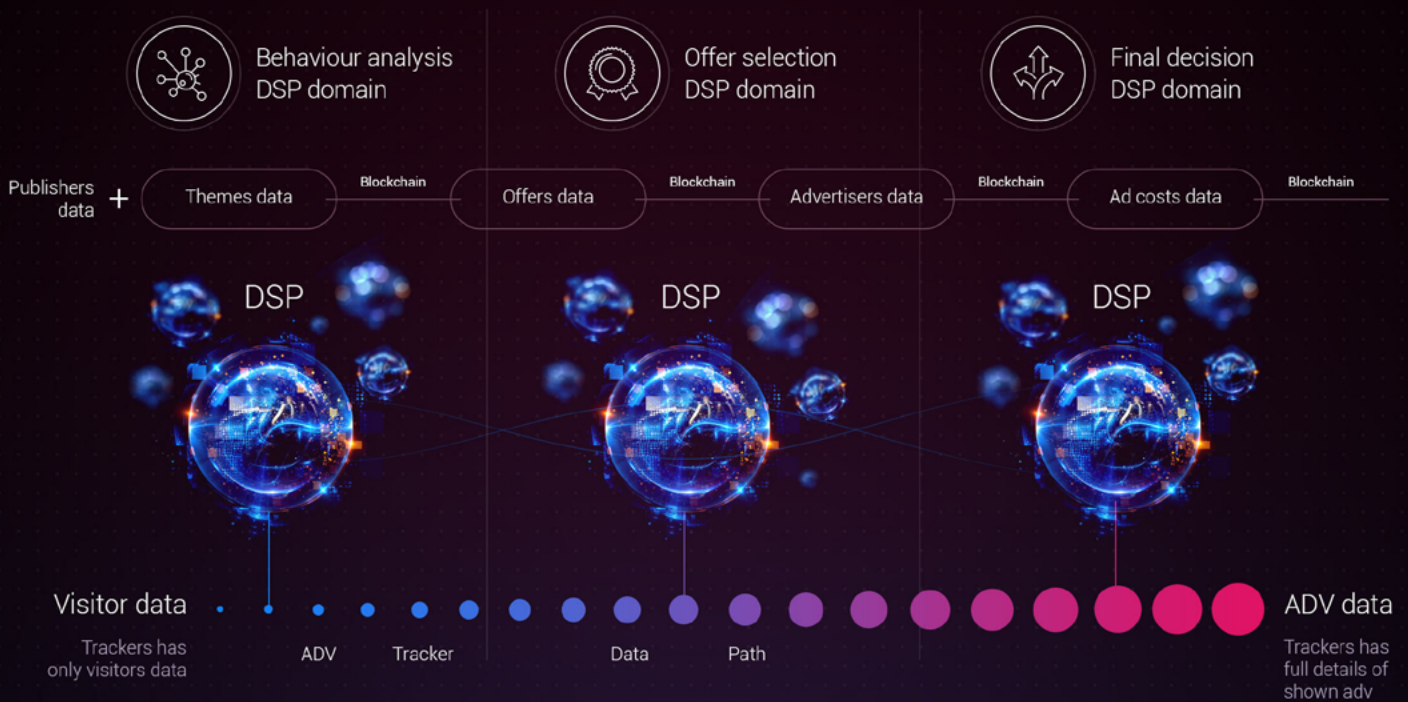 Behaviour analysis
DSP domain
Offer selection
DSP domain
Final decision
DSP domain
Publishers
data
+
Themes data
Blockchain
Offers data
Blockchain
Advertisers data
Blockchain
Ad costs data
Blockchain
DSP
DSP
DSP
Visitor data
Trackers has
only visitors data
ADV
Tracker
Data
Path
ADV data
Trackers has
full details of
shown adv